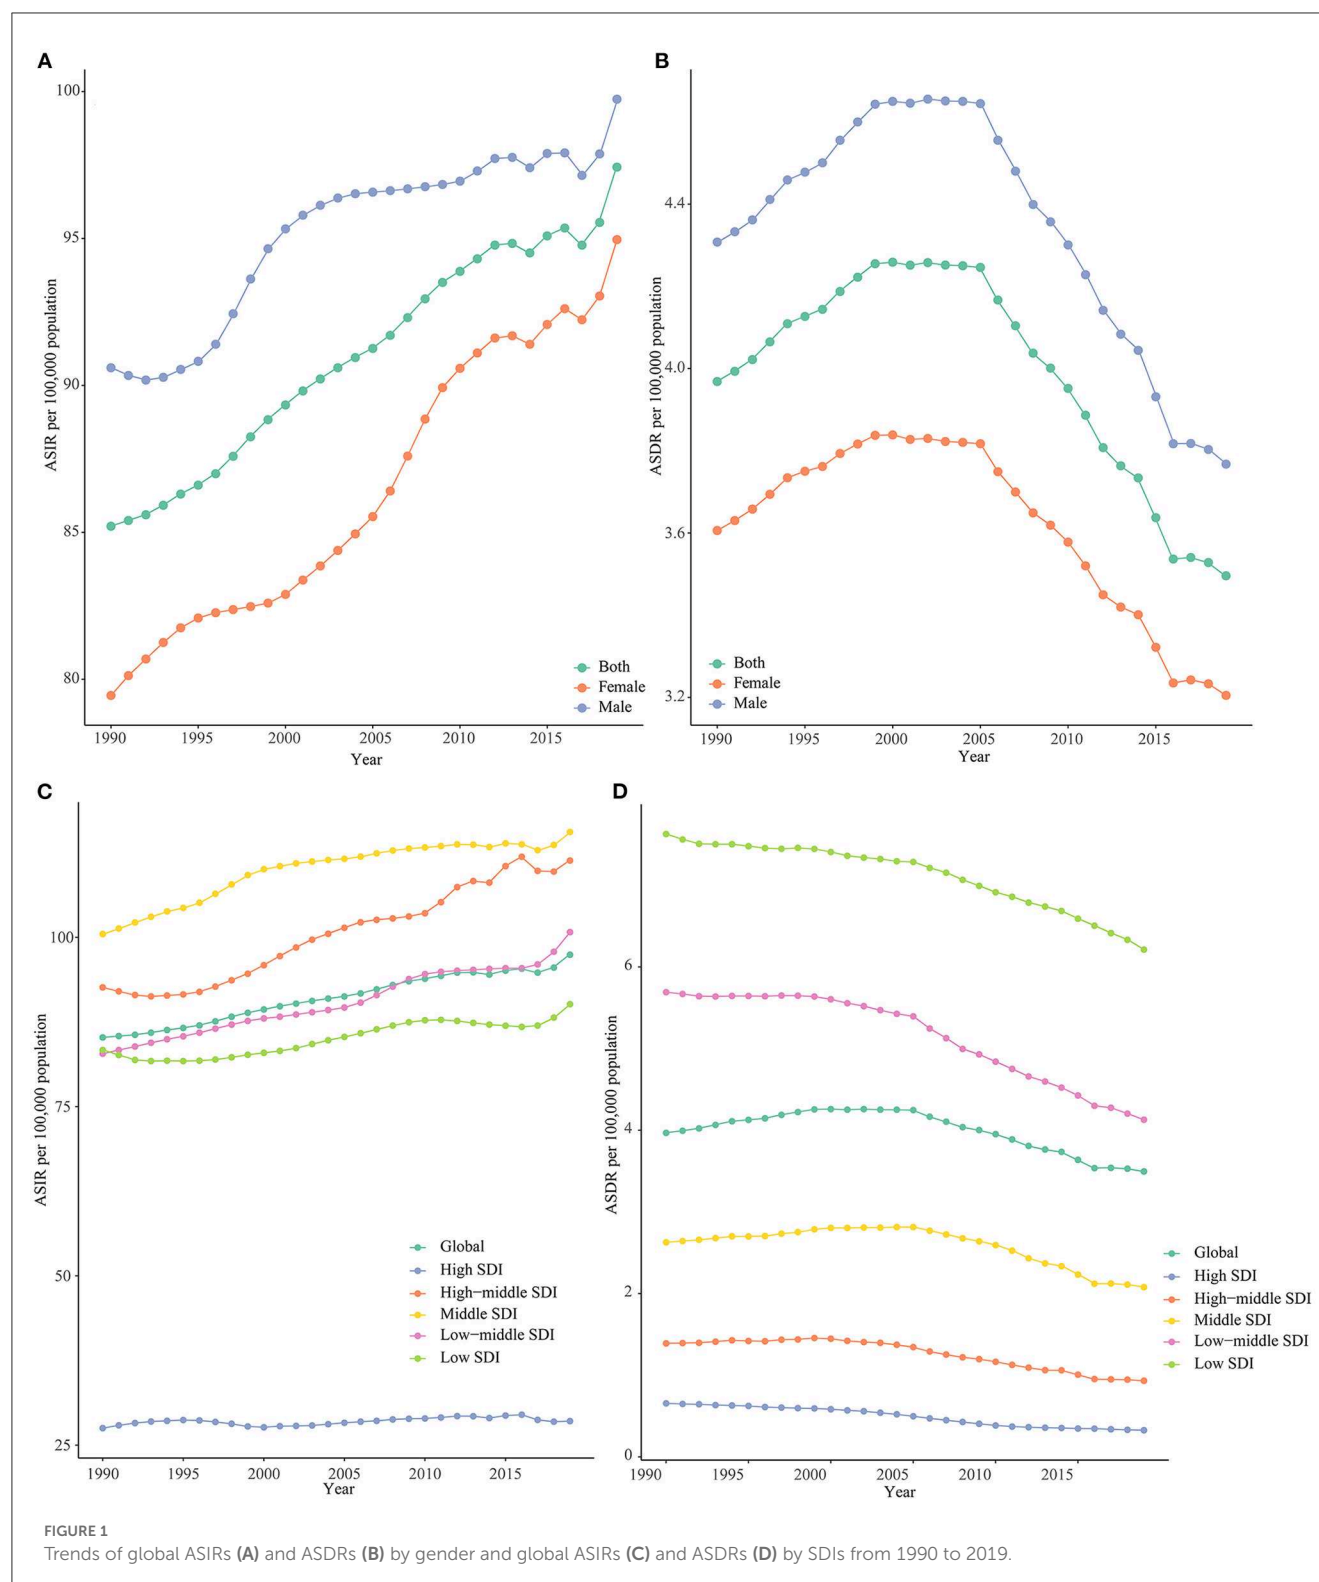 A
100
95
90
85
80
ASIR per 100,000 population
1990 1995 2000 2005 2010 2015
Year
Both
Female
Male
B
4.4
4.0
3.6
3.2
ASDR per 100,000 population
1990 1995 2000 2005 2010 2015
Year
Both
Female
Male
C
100
75
50
25
ASIR per 100,000 population
1990 1995 2000 2005 2010 2015
Year
Global
High SDI
High−middle SDI
Middle SDI
Low−middle SDI
Low SDI
D
6
4
2
0
ASDR per 100,000 population
1990 1995 2000 2005 2010 2015
Year
Global
High SDI
High−middle SDI
Middle SDI
Low−middle SDI
Low SDI
FIGURE 1
Trends of global ASIRs (A) and ASDRs (B) by gender and global ASIRs (C) and ASDRs (D) by SDIs from 1990 to 2019.